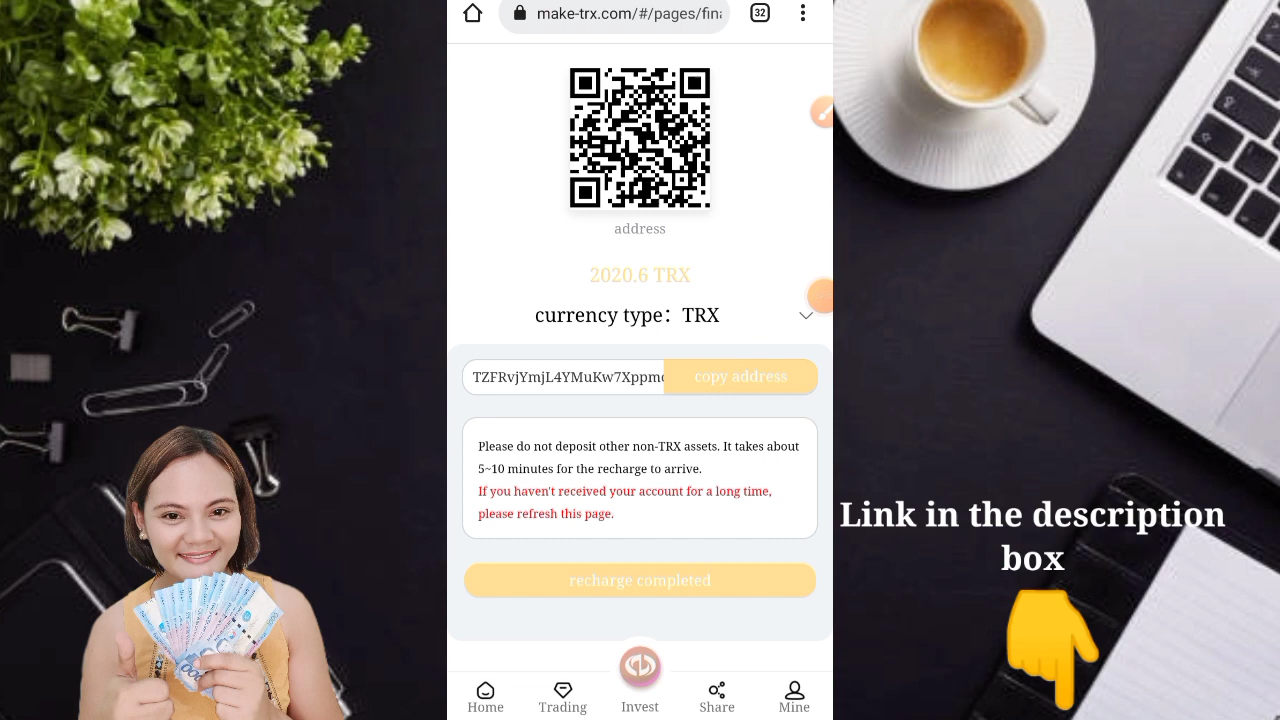 make-trx.com/#/pages/fina
32
address
2020.6 TRX
currency type： TRX
TZFRvjYmjL4YMuKw7Xppm
copy address
Please do not deposit other non-TRX assets. It takes about
5~10 minutes for the recharge to arrive.
If you haven't received your account for a long time,
please refresh this page.
recharge completed
Home
Trading
Invest
Share
Mine
Link in the description
box